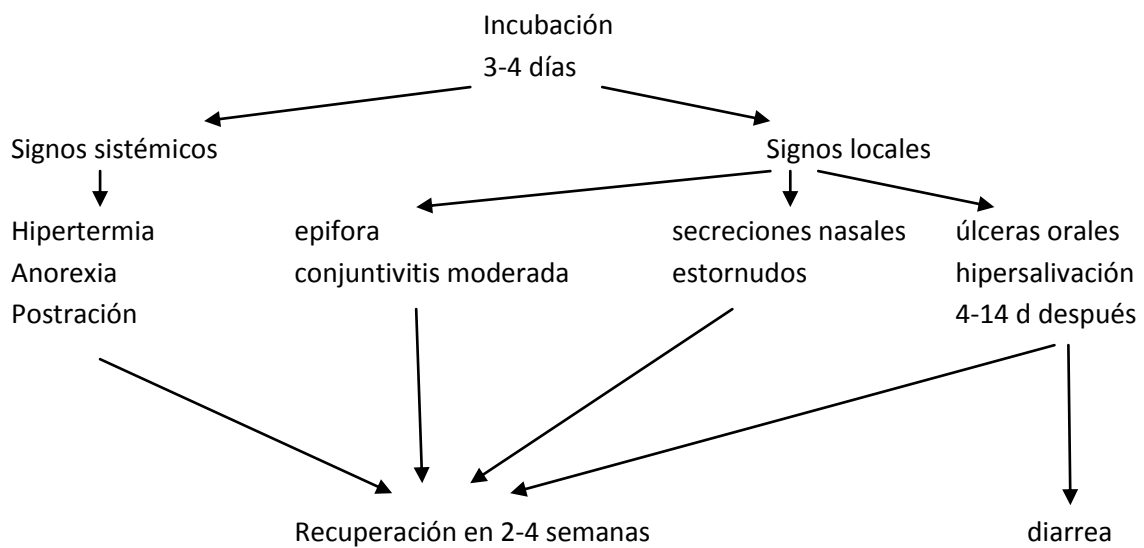 Incubación
3-4 días
Signos sistémicos
Signos locales
Hipertermia
Anorexia
Postración
epifora
conjuntivitis moderada
secreciones nasales
estornudos
úlceras orales
hipersalivación
4-14 d después
Recuperación en 2-4 semanas
diarrea